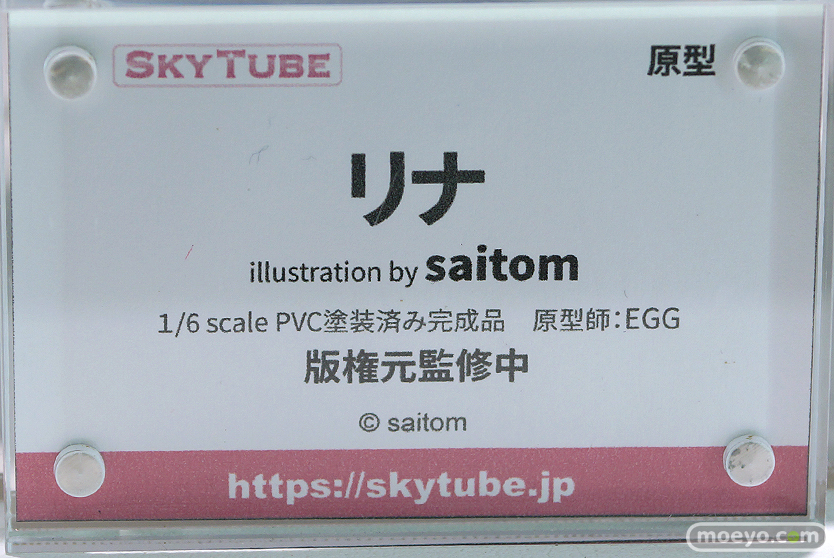 SKYTUBE
原型
リナ
illustration by saitom
1/6 scale PVC塗装済み完成品　原型師：EGG
版権元監修中
© saitom
https://skytube.jp
moeyo.com